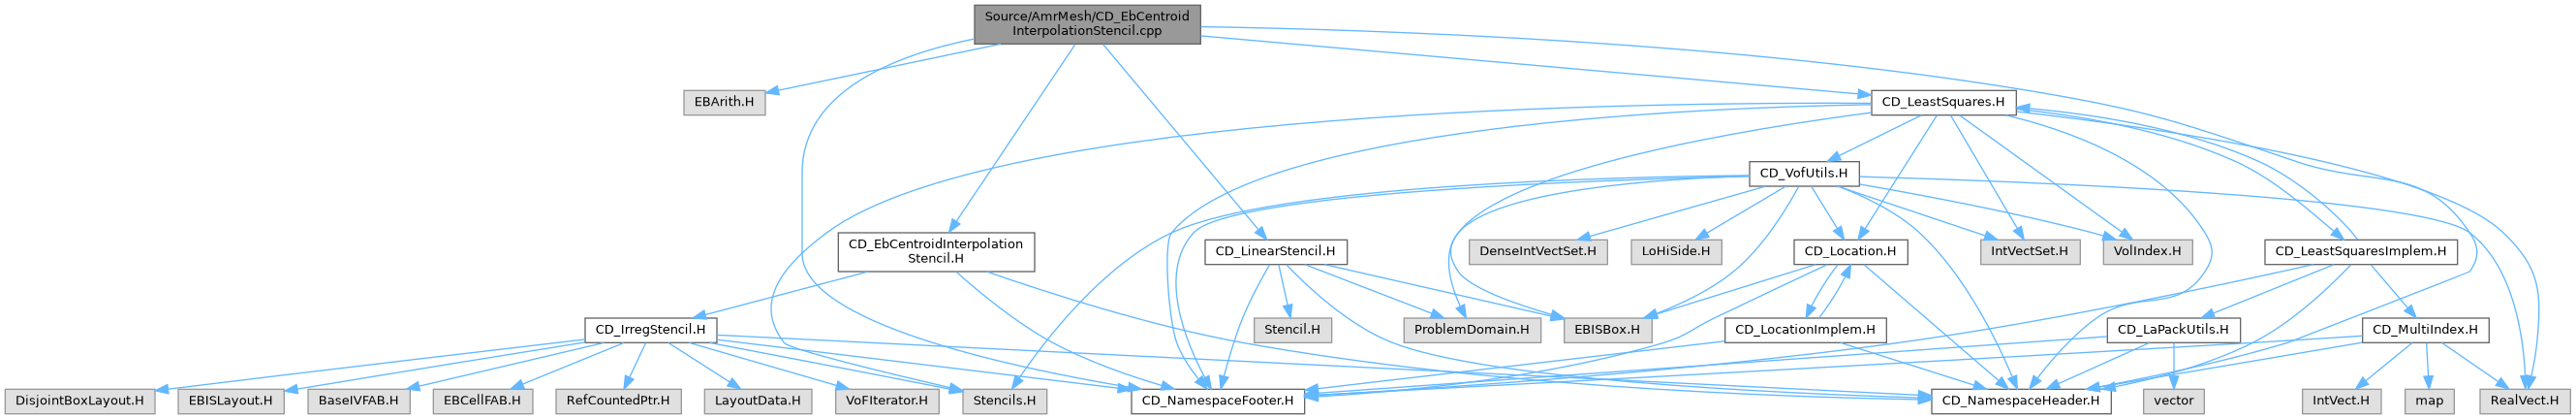 Source/AmrMesh/CD_EbCentroid
InterpolationStencil.cpp
EBArith.H
CD_LeastSquares.H
CD_VofUtils.H
CD_EbCentroidInterpolation
Stencil.H
CD_LinearStencil.H
DenseIntVectSet.H
LoHiSide.H
CD_Location.H
IntVectSet.H
VolIndex.H
CD_LeastSquaresImplem.H
CD_IrregStencil.H
Stencil.H
ProblemDomain.H
EBISBox.H
CD_LocationImplem.H
CD_LaPackUtils.H
CD_MultiIndex.H
DisjointBoxLayout.H
EBISLayout.H
BaseIVFAB.H
EBCellFAB.H
RefCountedPtr.H
LayoutData.H
VoFIterator.H
Stencils.H
CD_NamespaceFooter.H
CD_NamespaceHeader.H
vector
IntVect.H
map
RealVect.H